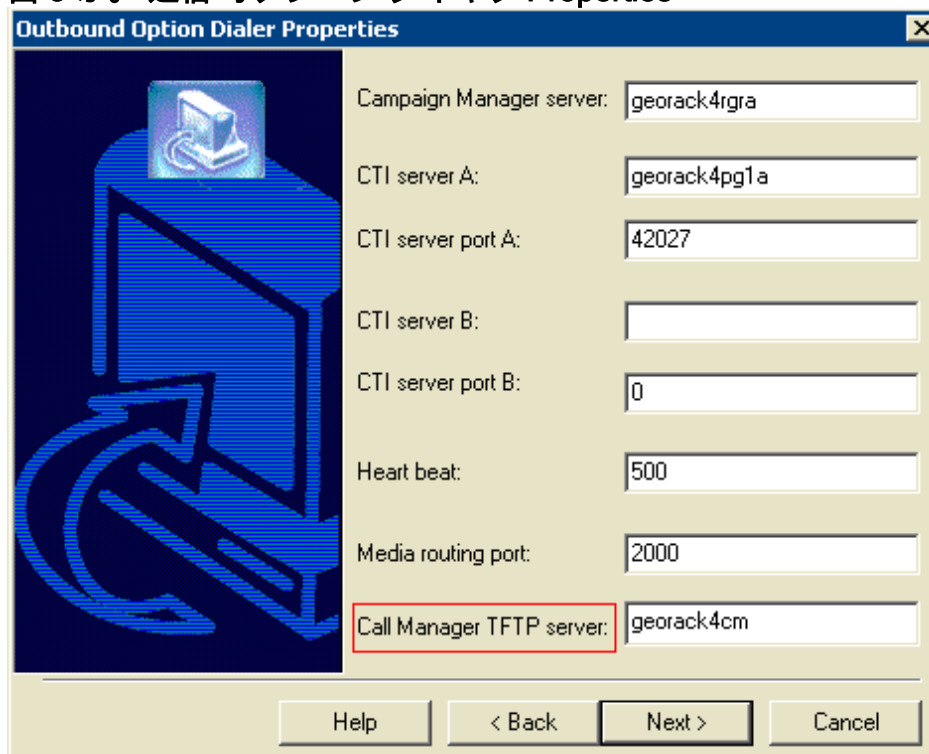 Properties
Outbound Option Dialer Properties
Campaign Manager server: georack4rgra
CTI server A: georack4pg1a
CTI server port A: 42027
CTI server B:
CTI server port B: 0
Heart beat: 500
Media routing port: 2000
Call Manager TFTP server: georack4cm
Help < Back Next > Cancel